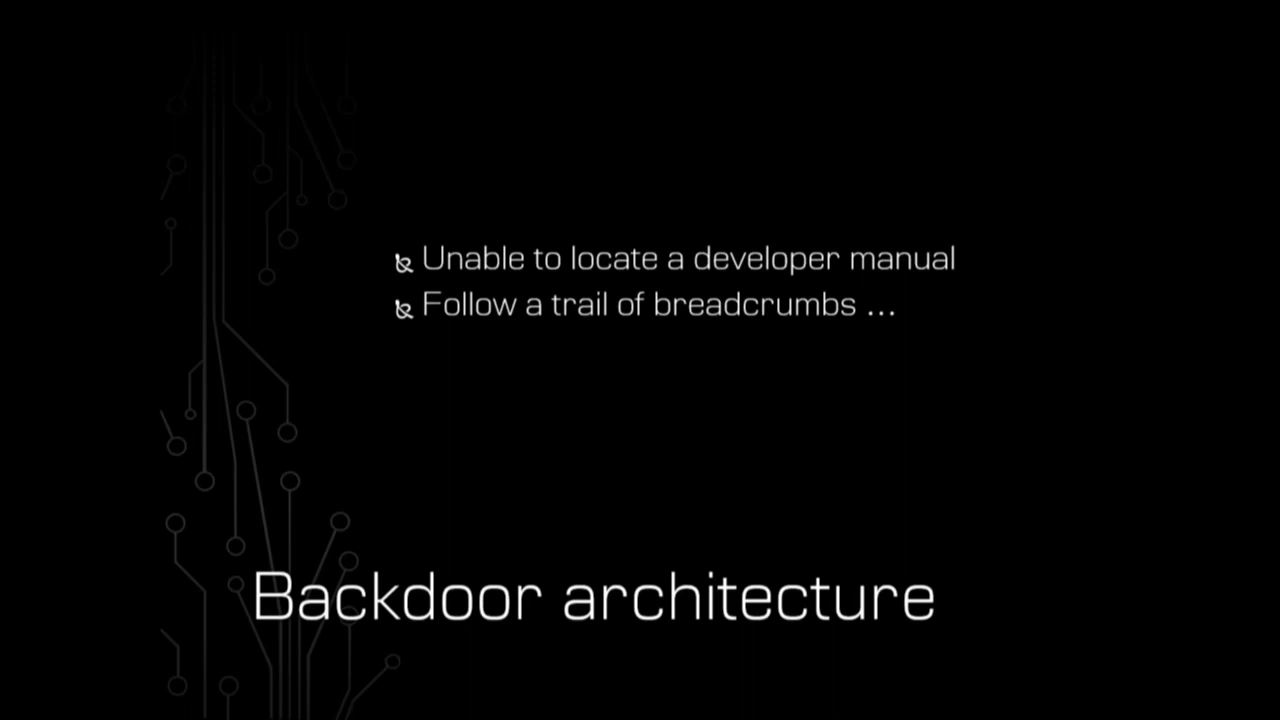 Unable to locate a developer manual
Follow a trail of breadcrumbs ...
Backdoor architecture